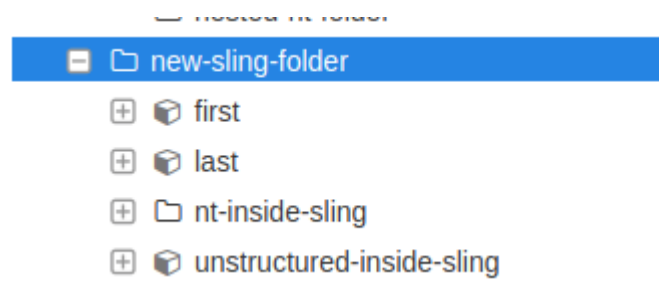 new-sling-folder
first
last
nt-inside-sling
unstructured-inside-sling